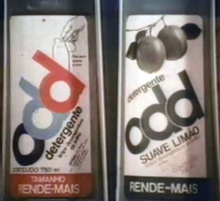 odd
detergente
CONTEÚDO 750 ml
TAMANHO
RENDE-MAIS
detergente
odd
SUAVE LIMÃO
RENDE-MAIS